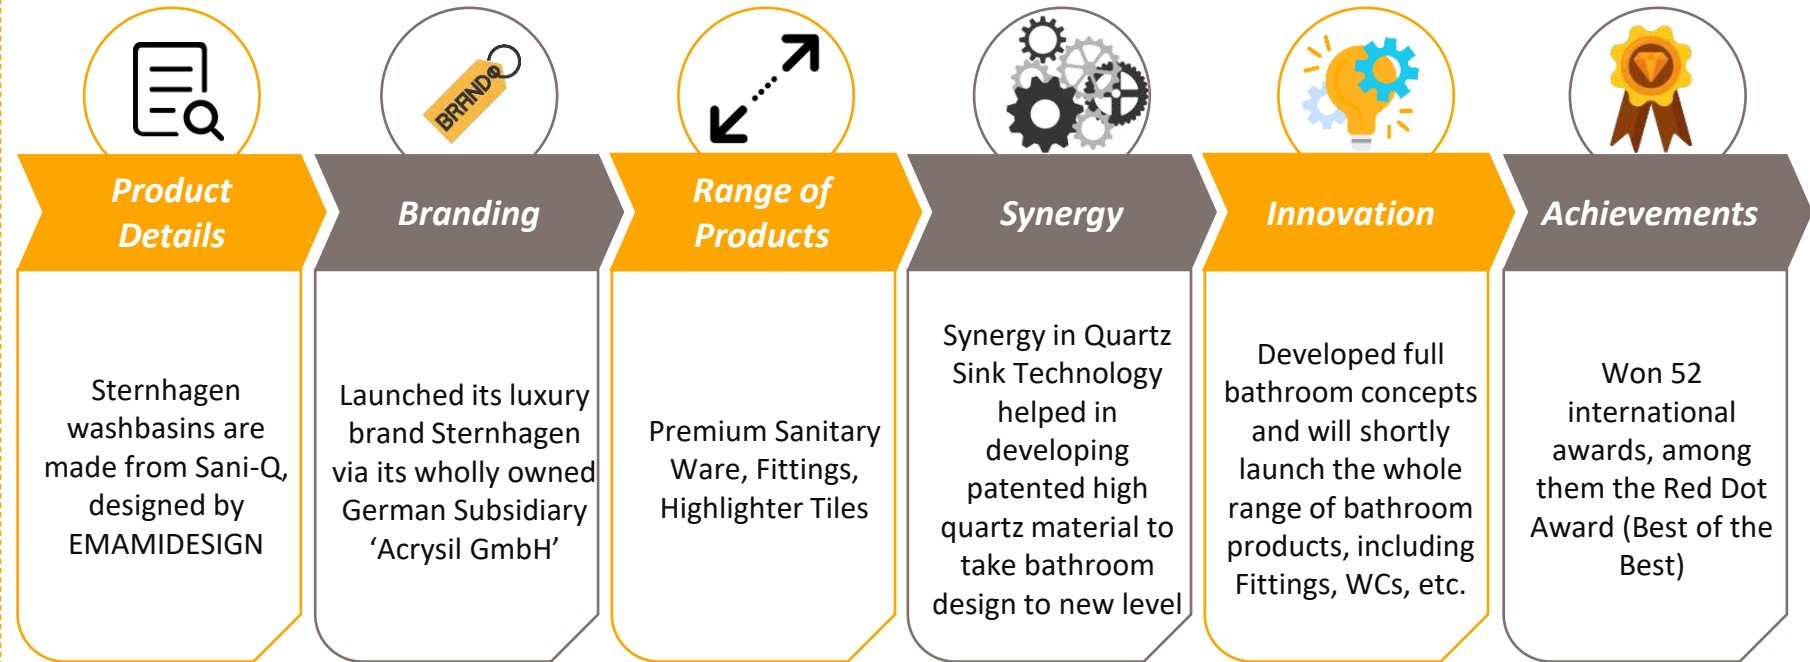 BRAND
Product
Details
Branding
Range of
Products
Synergy
Innovation
Achievements
Sternhagen
washbasins are
made from Sani-Q,
designed by
EMAMIDESIGN
Launched its luxury
brand Sternhagen
via its wholly owned
German Subsidiary
‘Acrysil GmbH’
Premium Sanitary
Ware, Fittings,
Highlighter Tiles
Synergy in Quartz
Sink Technology
helped in
developing
patented high
quartz material to
take bathroom
design to new level
Developed full
bathroom concepts
and will shortly
launch the whole
range of bathroom
products, including
Fittings, WCs, etc.
Won 52
international
awards, among
them the Red Dot
Award (Best of the
Best)